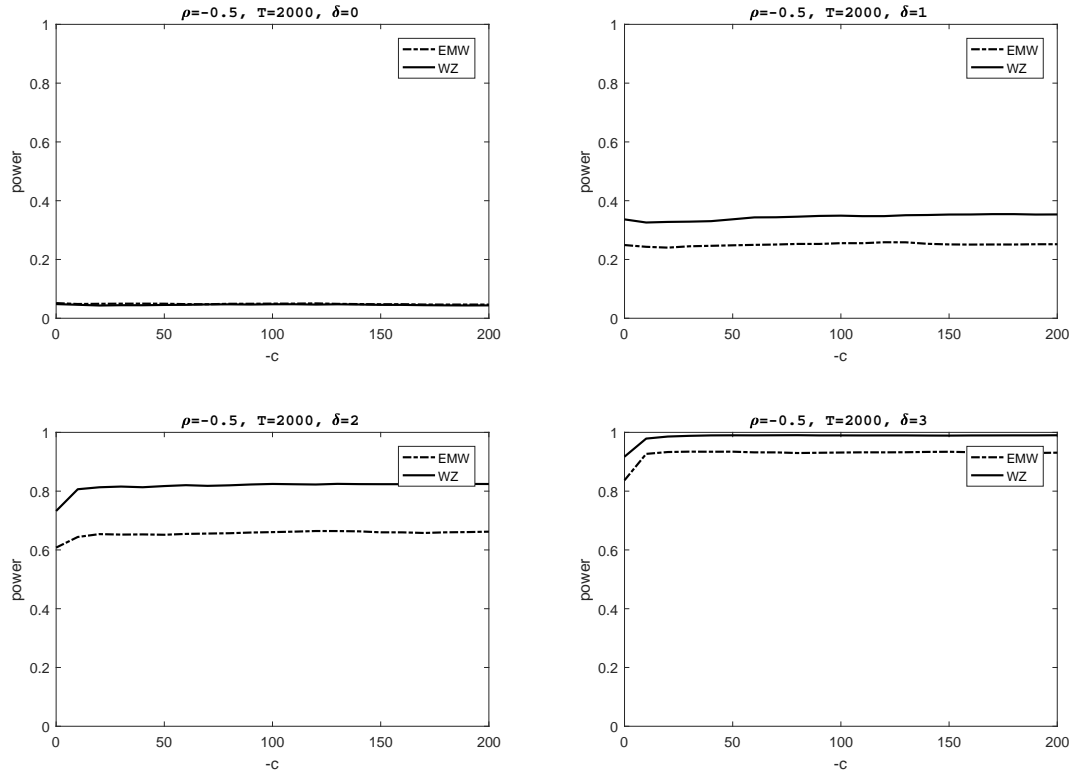 ρ=-0.5, T=2000, δ=0
1
0.8
0.6
0.4
0.2
0
power
EMW
WZ
0 50 100 150 200
-c
ρ=-0.5, T=2000, δ=1
1
0.8
0.6
0.4
0.2
0
power
EMW
WZ
0 50 100 150 200
-c
ρ=-0.5, T=2000, δ=2
1
0.8
0.6
0.4
0.2
0
power
EMW
WZ
0 50 100 150 200
-c
ρ=-0.5, T=2000, δ=3
1
0.8
0.6
0.4
0.2
0
power
EMW
WZ
0 50 100 150 200
-c